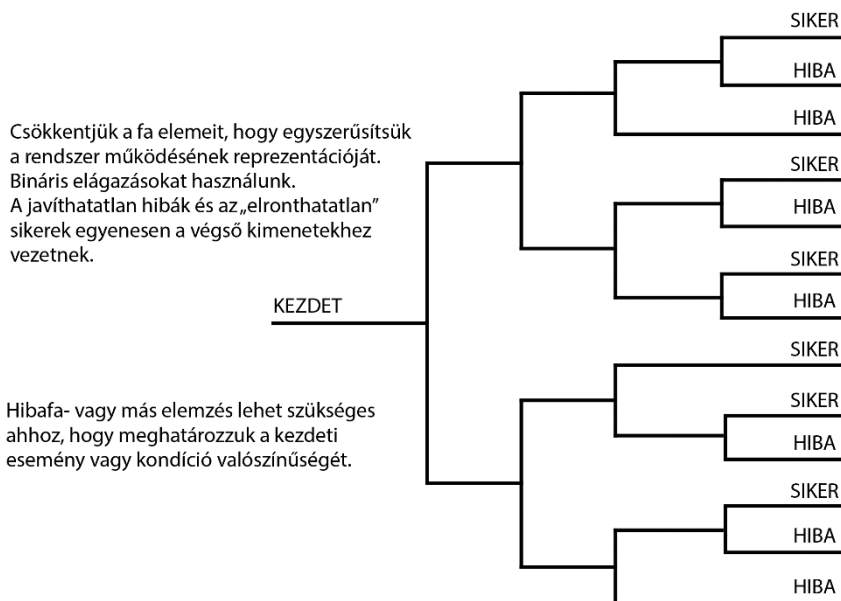 SIKER
HIBA
HIBA
Csökkentjük a fa elemeit, hogy egyszerűsítsük
a rendszer működésének reprezentációját.
Bináris elágazásokat használunk.
A javíthatatlan hibák és az „elronthatatlan”
sikerek egyenesen a végső kimenetekhez
vezetnek.
SIKER
HIBA
SIKER
HIBA
KEZDET
SIKER
SIKER
HIBA
Hibafa- vagy más elemzés lehet szükséges
ahhoz, hogy meghatározzuk a kezdeti
esemény vagy kondíció valószínűségét.
SIKER
HIBA
HIBA